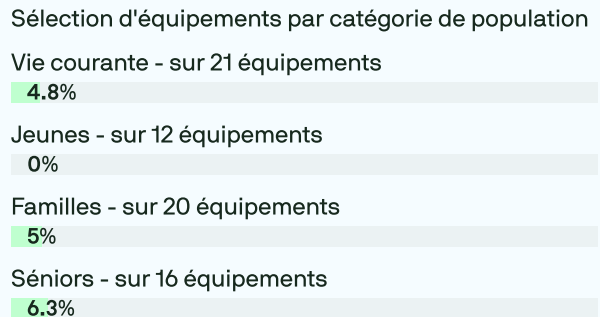 Sélection d'équipements par catégorie de population
Vie courante - sur 21 équipements
4.8%
Jeunes - sur 12 équipements
0%
Familles - sur 20 équipements
5%
Séniors - sur 16 équipements
6.3%